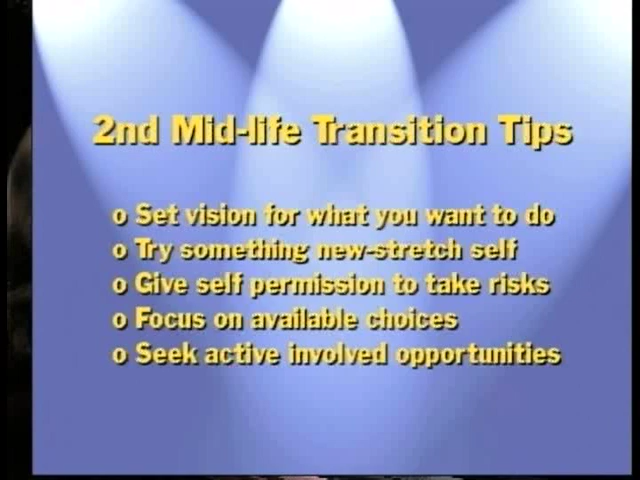 2nd Mid-life Transition Tips
o Set vision for what you want to do
o Try something new-stretch self
o Give self permission to take risks
o Focus on available choices
o Seek active involved opportunities